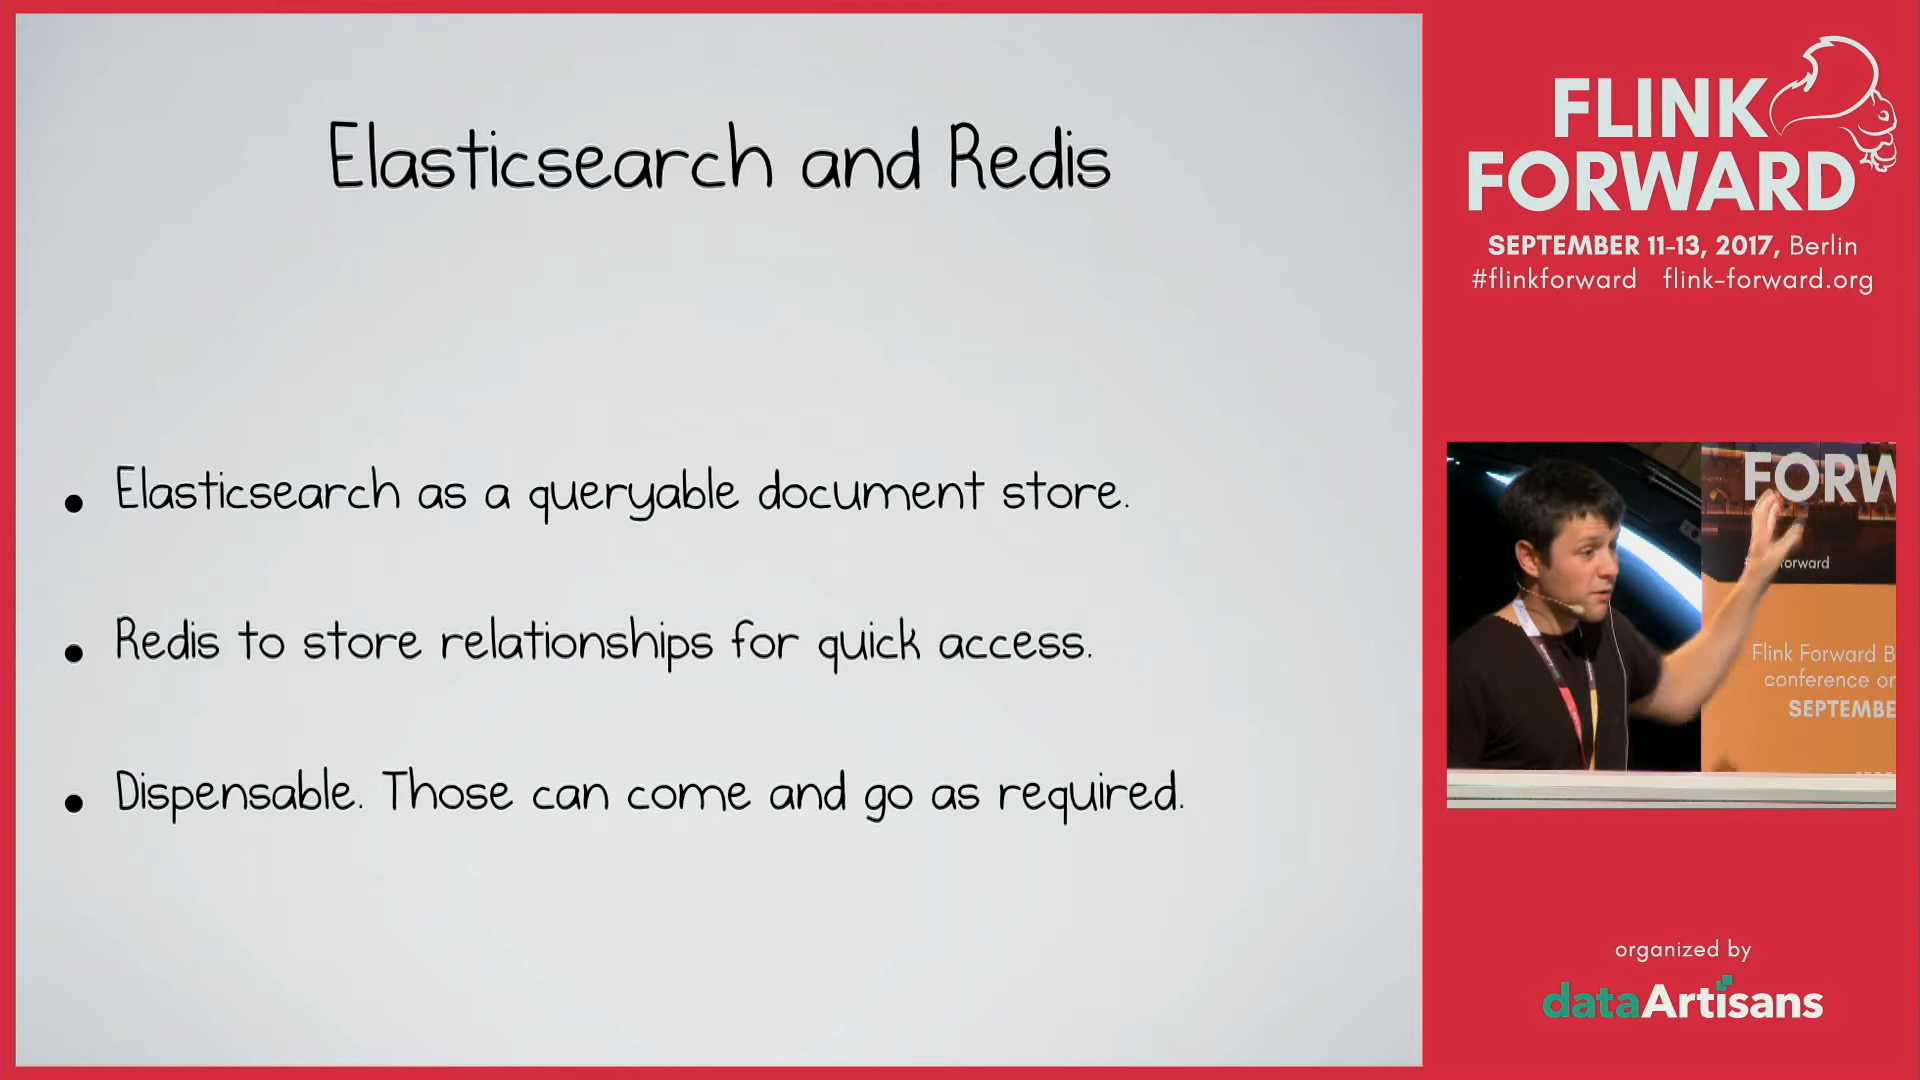 Elasticsearch and Redis
Elasticsearch as a queryable document store.
Redis to store relationships for quick access.
Dispensable. Those can come and go as required.
FLINK
FORWARD
SEPTEMBER 11-13, 2017, Berlin
#flinkforward flink-forward.org
FORW
orward
Flink Forward B
conference on
SEPTEMBE
organized by
dataArtisans